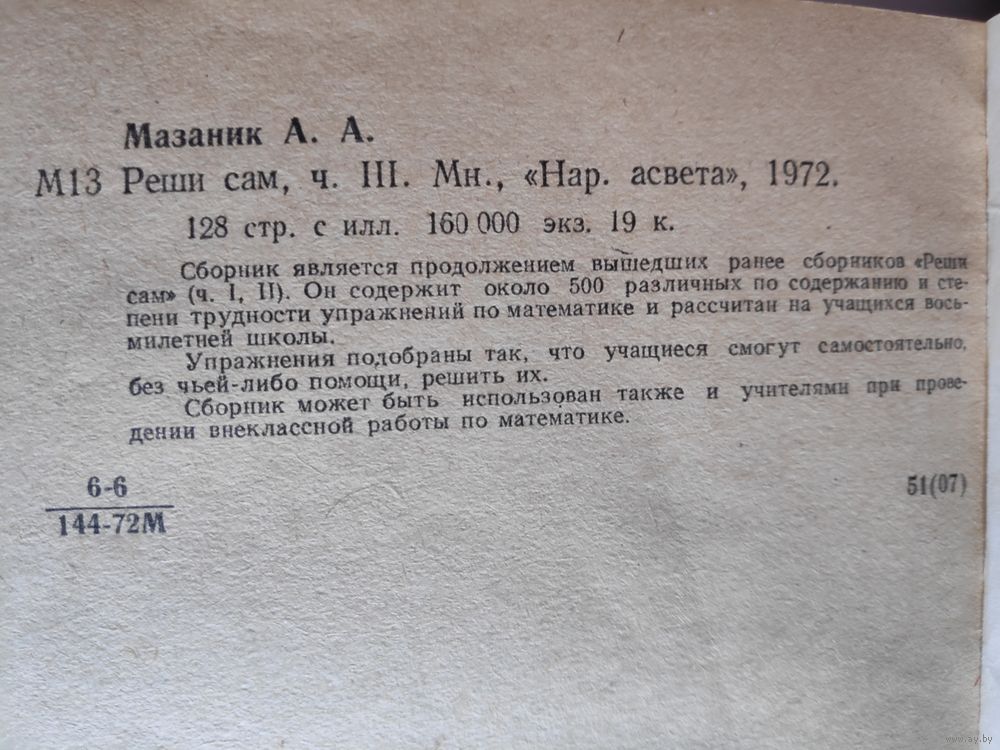 Мазаник А. А.
М13 Реши сам, ч. III. Мн., «Нар. асвета», 1972.
128 стр. с илл. 160 000 экз. 19 к.
Сборник является продолжением вышедших ранее сборников «Реши
сам» (ч. I, II). Он содержит около 500 различных по содержанию и сте-
пени трудности упражнений по математике и рассчитан на учащихся вось-
милетней школы.
Упражнения подобраны так, что учащиеся смогут самостоятельно,
без чьей-либо помощи, решить их.
Сборник может быть использован также и учителями при прове-
дении внеклассной работы по математике.
6-6
144-72М
51(07)
www.ay.by